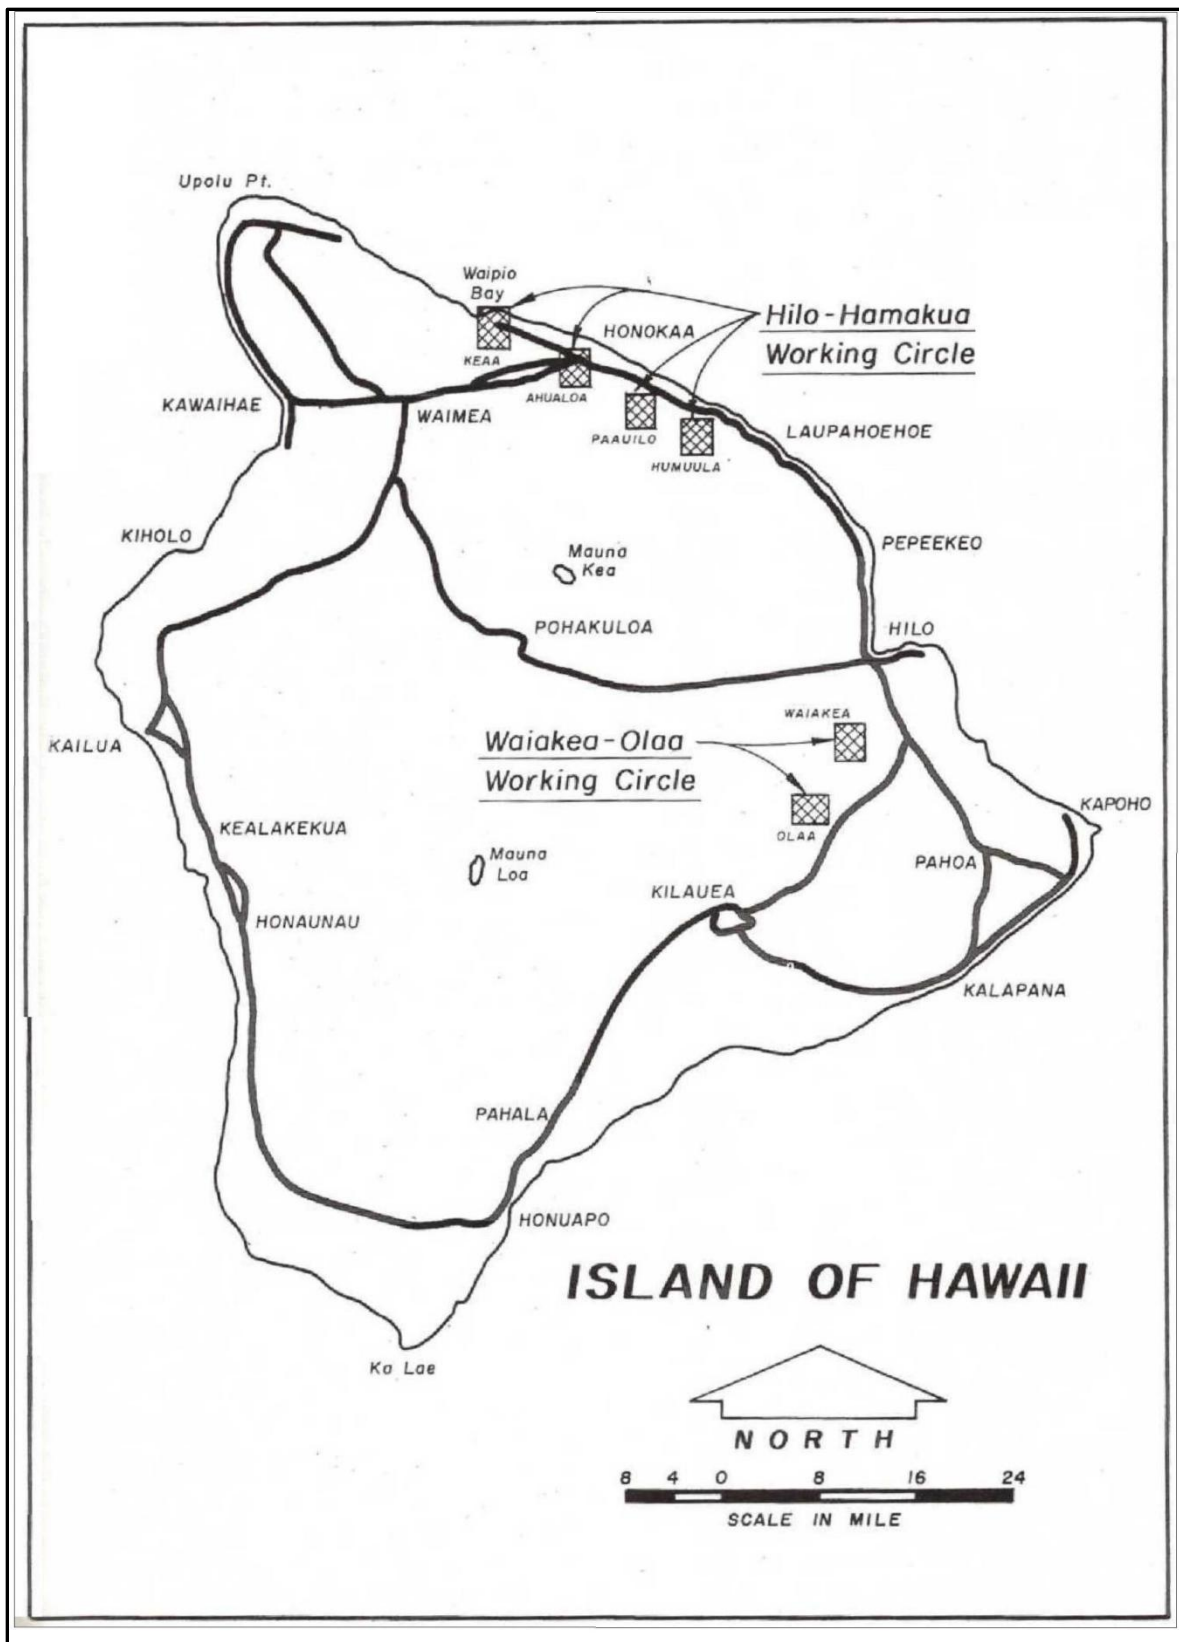 Upolu Pt.
Waipio
Bay
HONOKAA
Hilo-Hamakua
Working Circle
KEAA
AHUALOA
KAWAIHAE
WAIMEA
PAAUILO
LAUPAHOEHOE
HUMUULA
KIHOLO
PEPEEKEO
Mauna
Kea
POHAKULOA
HILO
WAIAKEA
KAILUA
Waiakea-Olaa
Working Circle
KAPOHO
KEALAKEKUA
OLAA
Mauna
Loa
PAHOA
KILAUEA
HONAUNAU
KALAPANA
PAHALA
HONUAPO
ISLAND OF HAWAII
Ka Lae
NORTH
8 4 0 8 16 24
SCALE IN MILE